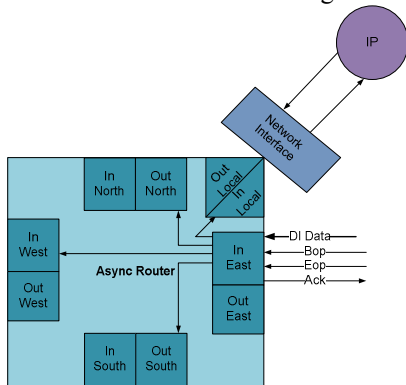 IP
Network
Interface
In
North
Out
North
Out
Local
In
Local
In
West
Out
West
Async Router
In
East
Out
East
DI Data
Bop
Eop
Ack
In
South
Out
South